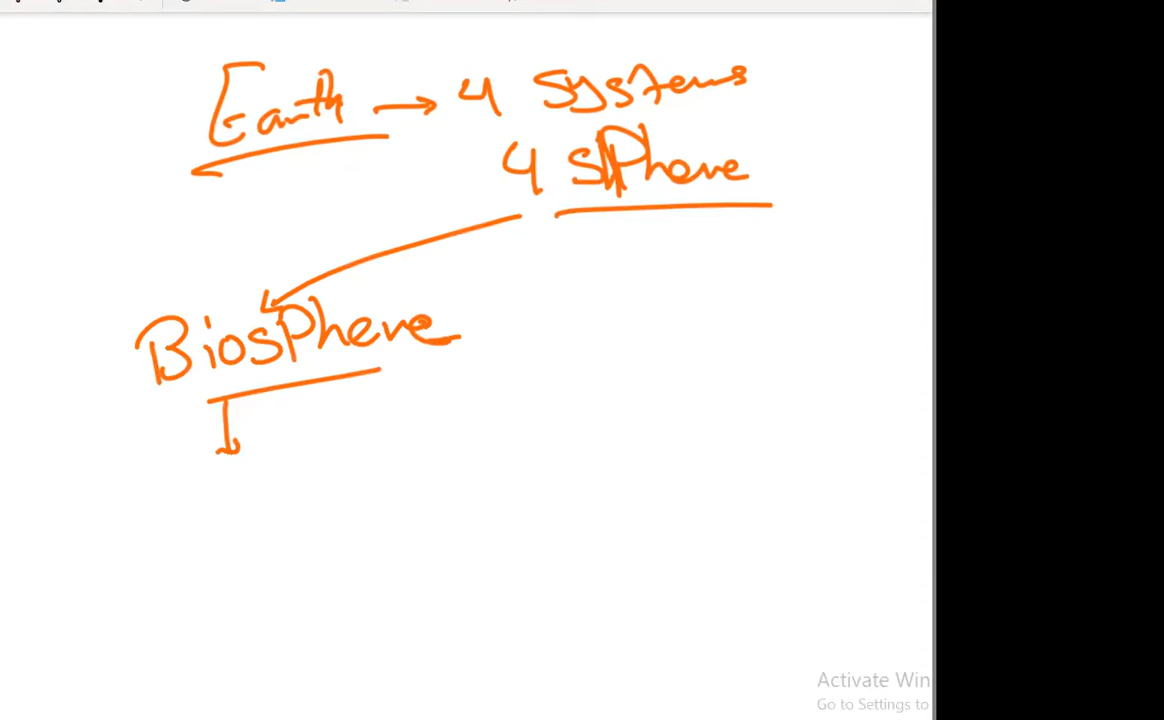 Earth → 4 Systems
4 Sphere
Biosphere
Activate Win
Go to Settings to